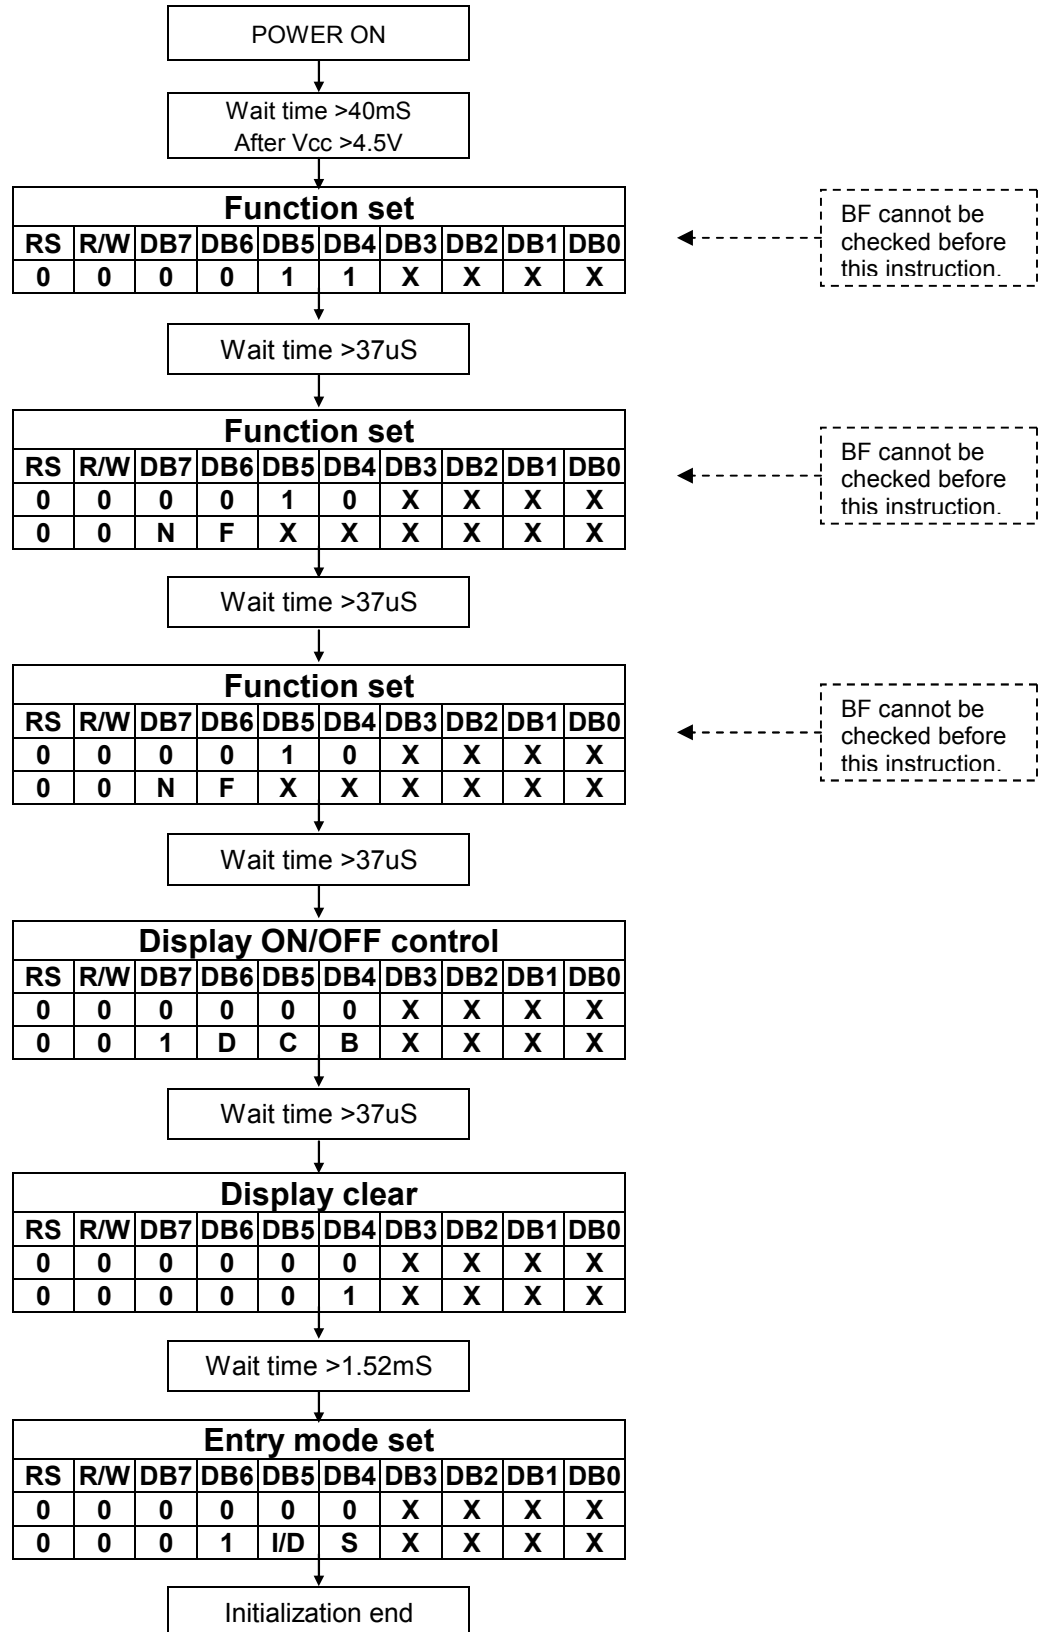 POWER ON
Wait time >40mS
After Vcc >4.5V
Function set
RS R/W DB7 DB6 DB5 DB4 DB3 DB2 DB1 DB0
0 0 0 0 1 1 X X X X
BF cannot be
checked before
this instruction.
Wait time >37uS
Function set
RS R/W DB7 DB6 DB5 DB4 DB3 DB2 DB1 DB0
0 0 0 0 1 0 X X X X
0 0 N F X X X X X X
BF cannot be
checked before
this instruction.
Wait time >37uS
Function set
RS R/W DB7 DB6 DB5 DB4 DB3 DB2 DB1 DB0
0 0 0 0 1 0 X X X X
0 0 N F X X X X X X
BF cannot be
checked before
this instruction.
Wait time >37uS
Display ON/OFF control
RS R/W DB7 DB6 DB5 DB4 DB3 DB2 DB1 DB0
0 0 0 0 0 0 X X X X
0 0 1 D C B X X X X
Wait time >37uS
Display clear
RS R/W DB7 DB6 DB5 DB4 DB3 DB2 DB1 DB0
0 0 0 0 0 0 X X X X
0 0 0 0 0 1 X X X X
Wait time >1.52mS
Entry mode set
RS R/W DB7 DB6 DB5 DB4 DB3 DB2 DB1 DB0
0 0 0 0 0 0 X X X X
0 0 0 1 I/D S X X X X
Initialization end